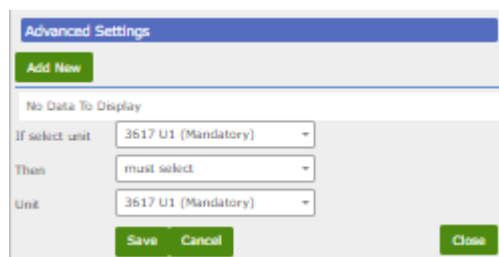 Advanced Settings
Add New
No Data To Display
If select unit 3617 U1 (Mandatory)
Then must select
Unit 3617 U1 (Mandatory)
Save Cancel Close